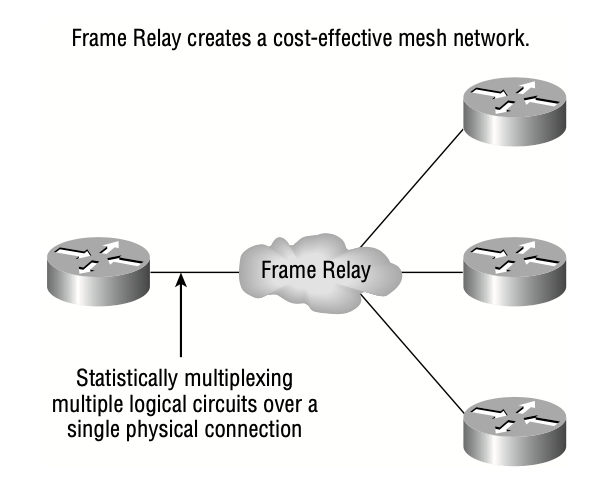 Frame Relay creates a cost-effective mesh network.
Frame Relay
Statistically multiplexing
multiple logical circuits over a
single physical connection